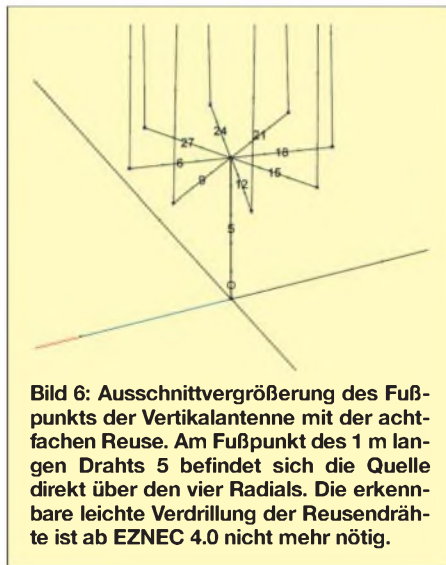 24
21
27
18
6
15
9
12
5
Bild 6: Ausschnittvergrößerung des Fuß-
punkts der Vertikalantenne mit der acht-
fachen Reuse. Am Fußpunkt des 1 m lan-
gen Drahts 5 befindet sich die Quelle
direkt über den vier Radials. Die erkenn-
bare leichte Verdrillung der Reusendräh-
te ist ab EZNEC 4.0 nicht mehr nötig.